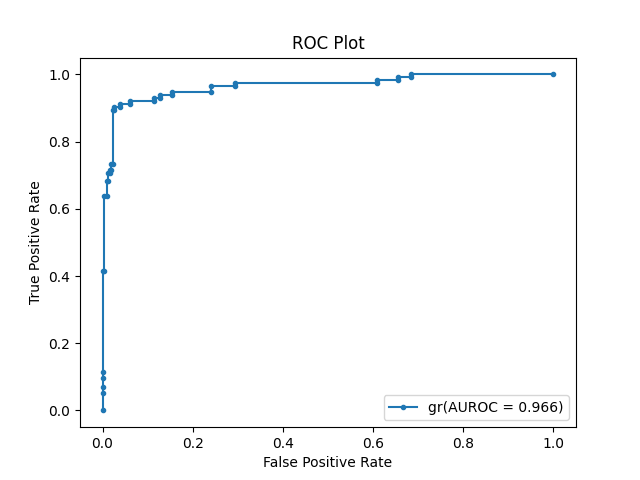 ROC Plot
True Positive Rate
1.0
0.8
0.6
0.4
0.2
0.0
0.0 0.2 0.4 0.6 0.8 1.0
False Positive Rate
gr(AUROC = 0.966)